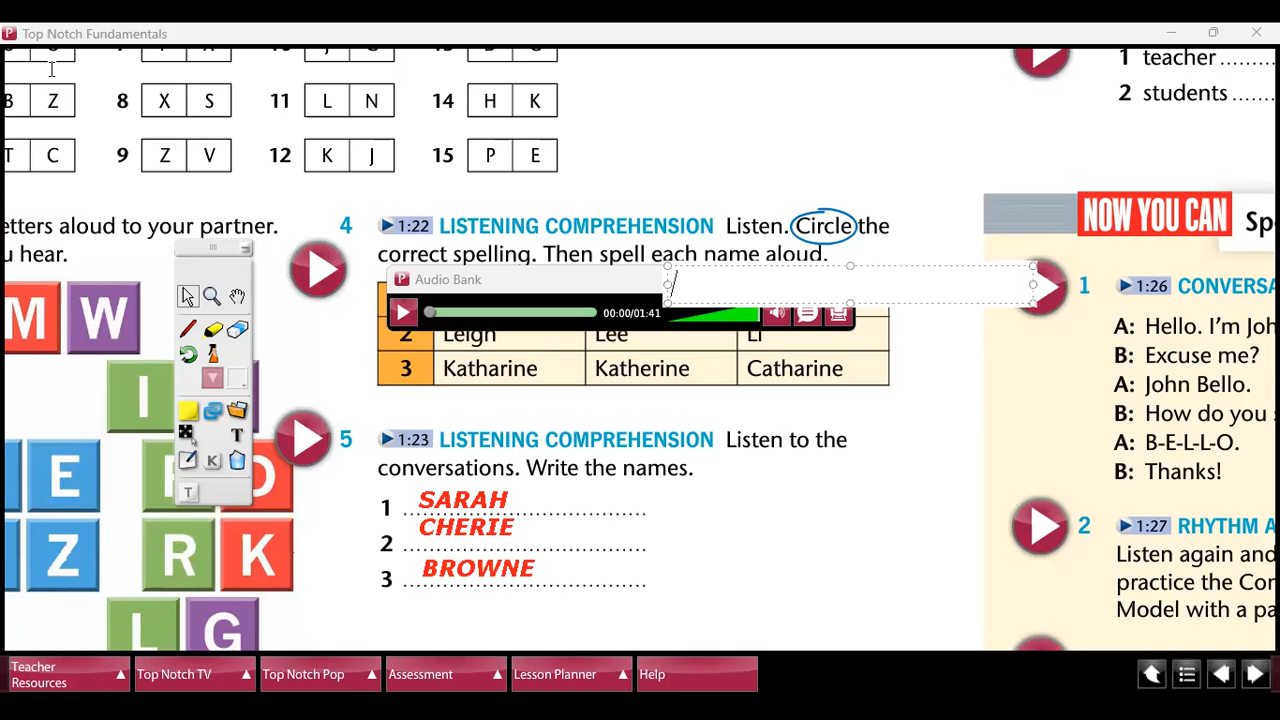 Top Notch Fundamentals
B Z 8 X S 11 L N 14 H K
T C 9 Z V 12 K J 15 P E
1 teacher
2 students
etters aloud to your partner.
u hear.
M W
I
E D
Z R K
L G
T
K
T
4 1:22 LISTENING COMPREHENSION Listen. Circle the
correct spelling. Then spell each name aloud.
Audio Bank
00:00/01:41
2 Leigh Lee Li
3 Katharine Katherine Catharine
5 1:23 LISTENING COMPREHENSION Listen to the
conversations. Write the names.
1 SARAH
2 CHERIE
3 BROWNE
NOW YOU CAN Sp
1 1:26 CONVERSA
A: Hello. I'm Joh
B: Excuse me?
A: John Bello.
B: How do you s
A: B-E-L-L-O.
B: Thanks!
2 1:27 RHYTHM A
Listen again and
practice the Con
Model with a pa
Teacher
Resources
Top Notch TV
Top Notch Pop
Assessment
Lesson Planner
Help